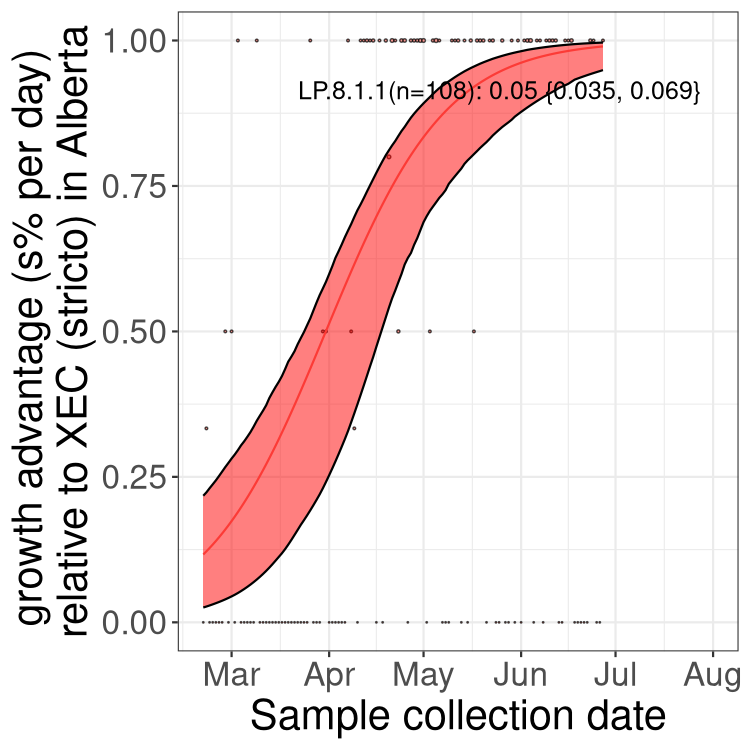 growth advantage (s% per day)
relative to XEC (stricto) in Alberta
1.00
0.75
0.50
0.25
0.00
LP.8.1.1(n=108): 0.05 {0.035, 0.069}
Mar Apr May Jun Jul Aug
Sample collection date